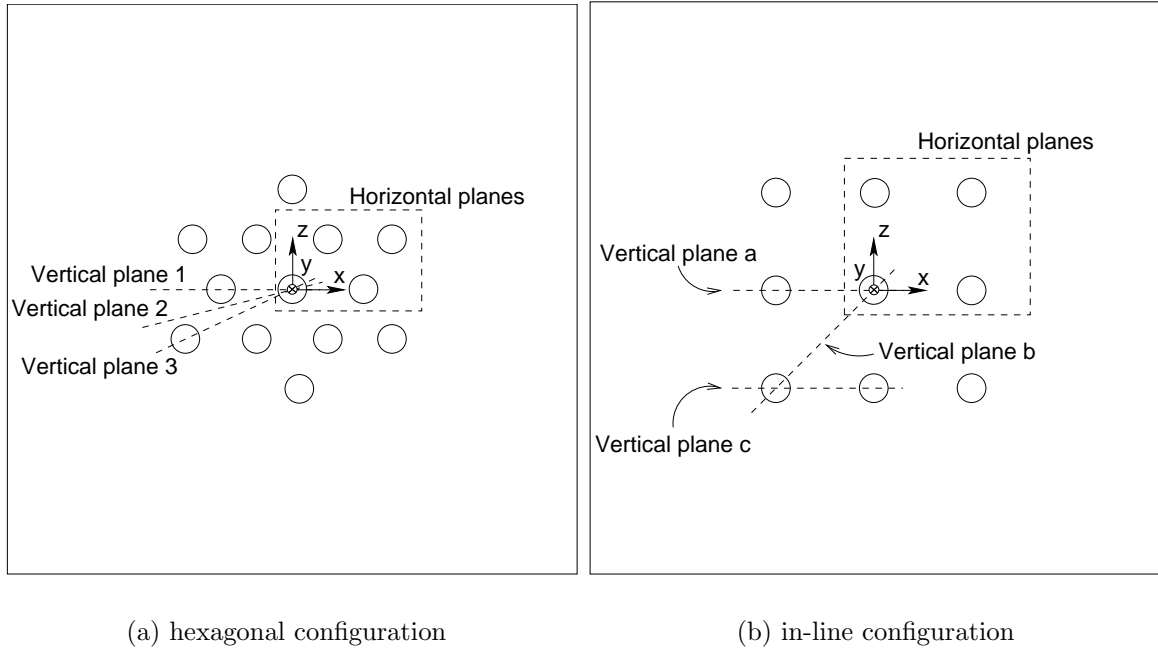 Horizontal planes
z
y
x
Vertical plane 1
Vertical plane 2
Vertical plane 3
(a) hexagonal configuration
Horizontal planes
z
y
x
Vertical plane a
Vertical plane b
Vertical plane c
(b) in-line configuration